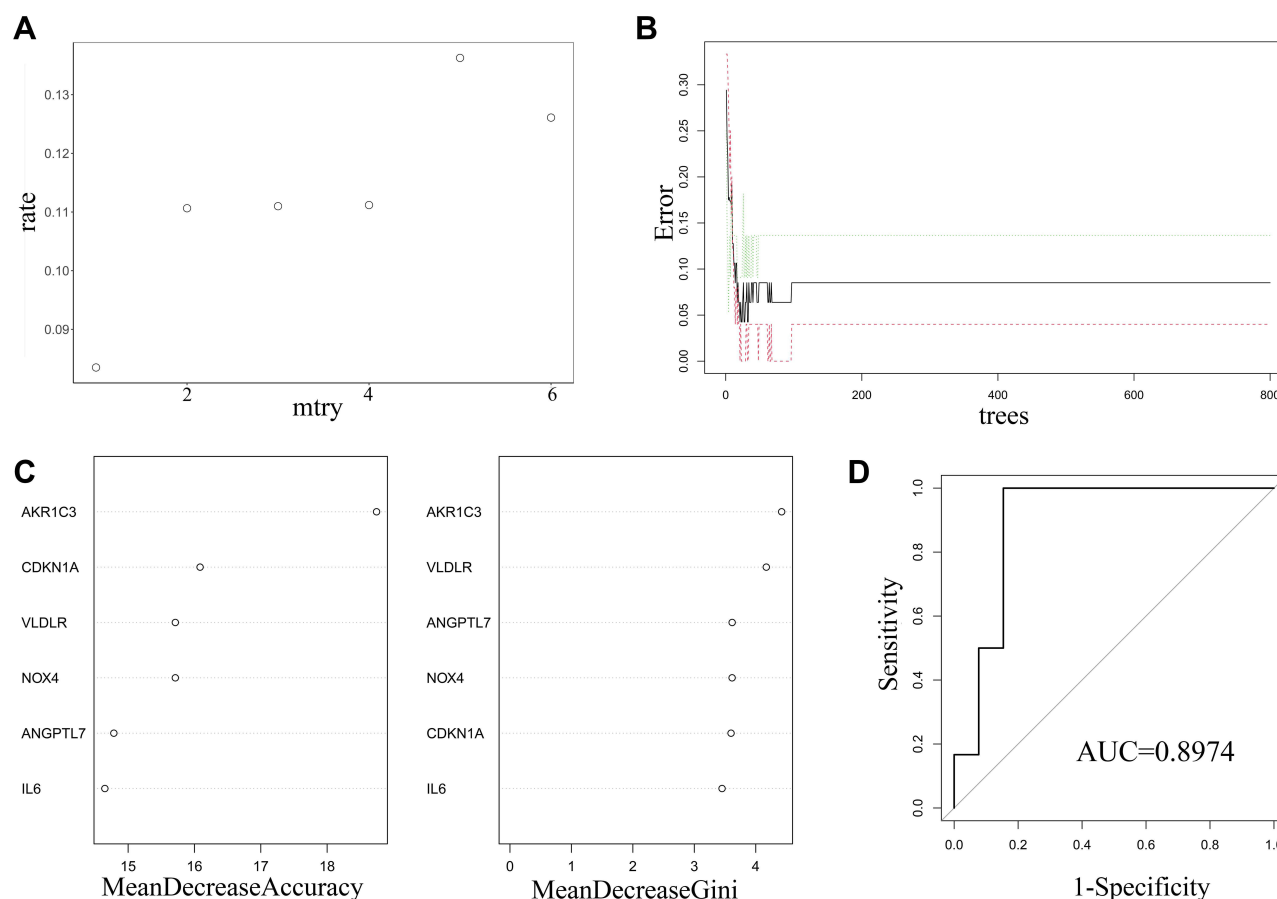 A
0.13
0.12
0.11
0.10
0.09
rate
2
4
6
mtry
B
0.30
0.25
0.20
0.15
0.10
0.05
0.00
Error
0
200
400
600
800
trees
C
AKR1C3
CDKN1A
VLDLR
NOX4
ANGPTL7
IL6
15
16
17
18
MeanDecreaseAccuracy
AKR1C3
VLDLR
ANGPTL7
NOX4
CDKN1A
IL6
0
1
2
3
4
MeanDecreaseGini
D
1.0
0.8
0.6
0.4
0.2
0.0
Sensitivity
AUC=0.8974
0.0
0.2
0.4
0.6
0.8
1.0
1-Specificity